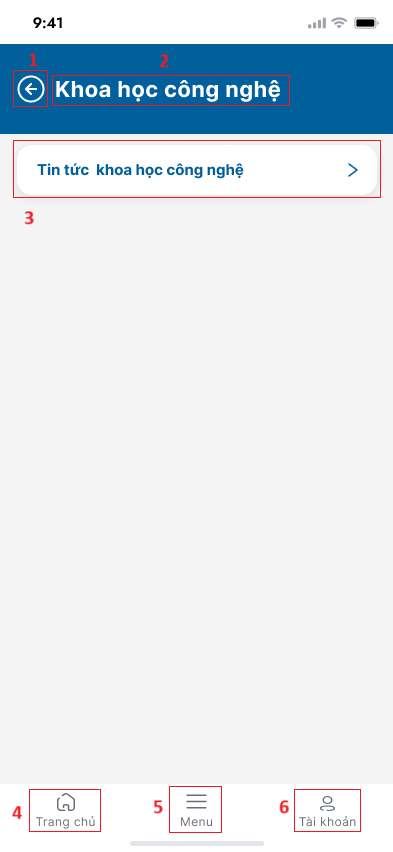 9:41
1 2
Khoa học công nghệ
Tin tức khoa học công nghệ
3
4 Trang chủ
5 Menu
6 Tài khoản